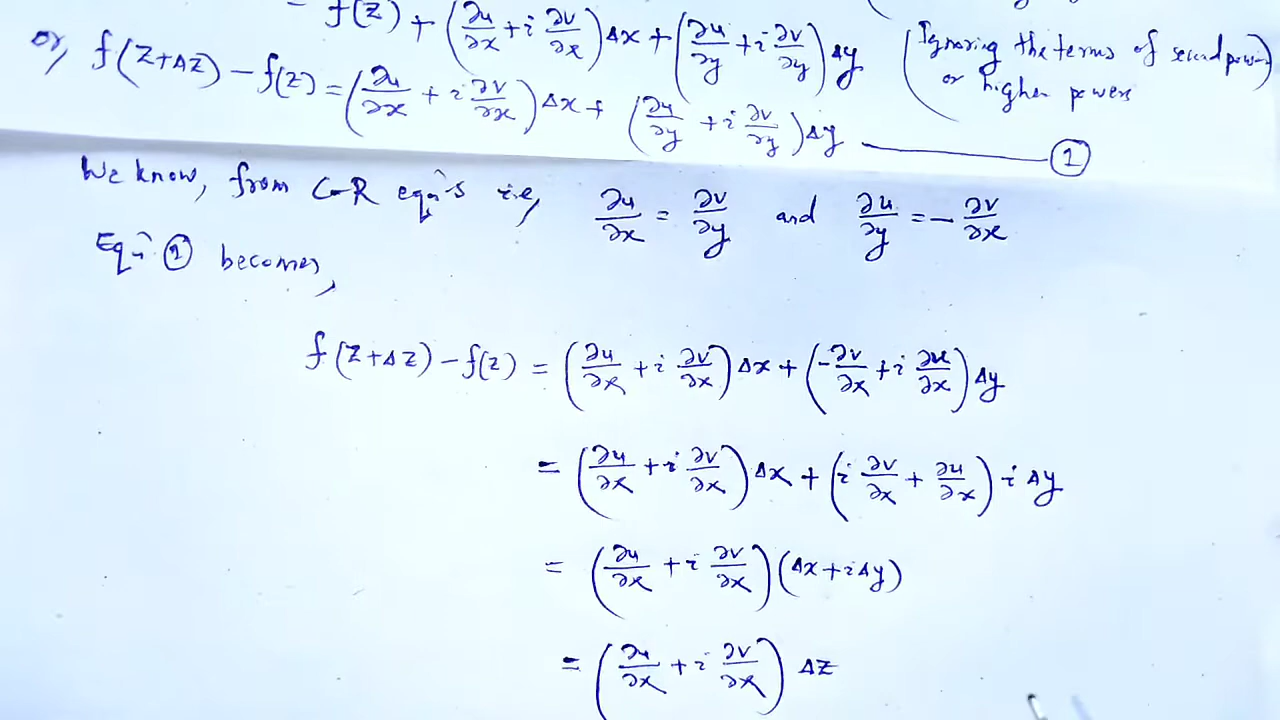 = f(z) + (∂u/∂x + i ∂v/∂x) Δx + (∂u/∂y + i ∂v/∂y) Δy (Ignoring the terms of second power
or higher powers)
or, f(z+Δz) - f(z) = (∂u/∂x + i ∂v/∂x) Δx + (∂u/∂y + i ∂v/∂y) Δy —— ①
We know, from C-R eqn's i.e, ∂u/∂x = ∂v/∂y and ∂u/∂y = - ∂v/∂x
Eqn ① becomes,
f(z+Δz) - f(z) = (∂u/∂x + i ∂v/∂x) Δx + (-∂v/∂x + i ∂u/∂x) Δy
= (∂u/∂x + i ∂v/∂x) Δx + (i ∂v/∂x + ∂u/∂x) i Δy
= (∂u/∂x + i ∂v/∂x) (Δx + iΔy)
= (∂u/∂x + i ∂v/∂x) Δz